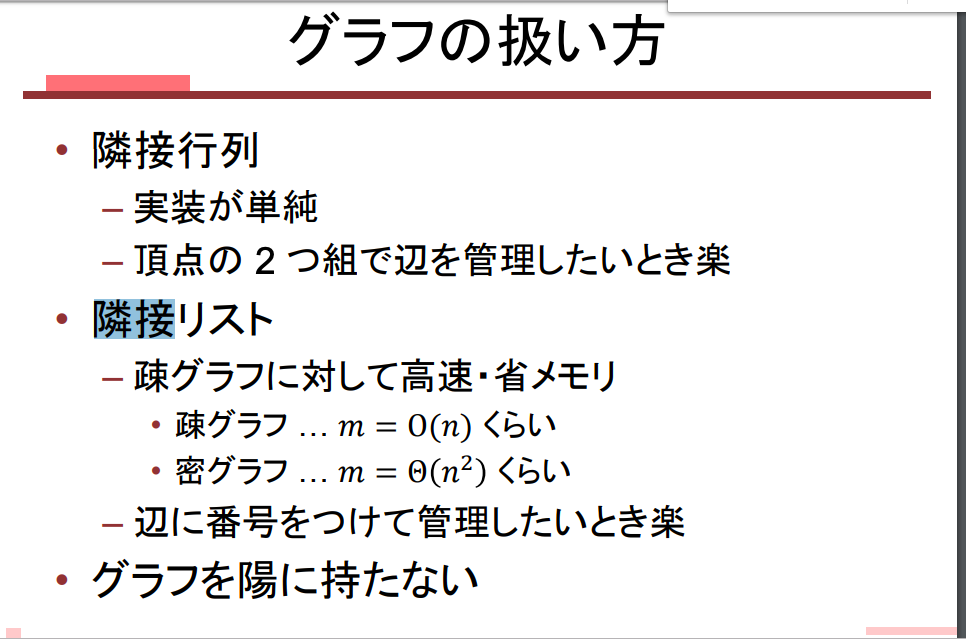 グラフの扱い方
• 隣接行列
– 実装が単純
– 頂点の 2 つ組で辺を管理したいとき楽
• 隣接リスト
– 疎グラフに対して高速・省メモリ
• 疎グラフ … m = O(n) くらい
• 密グラフ … m = Θ(n²) くらい
– 辺に番号をつけて管理したいとき楽
• グラフを陽に持たない